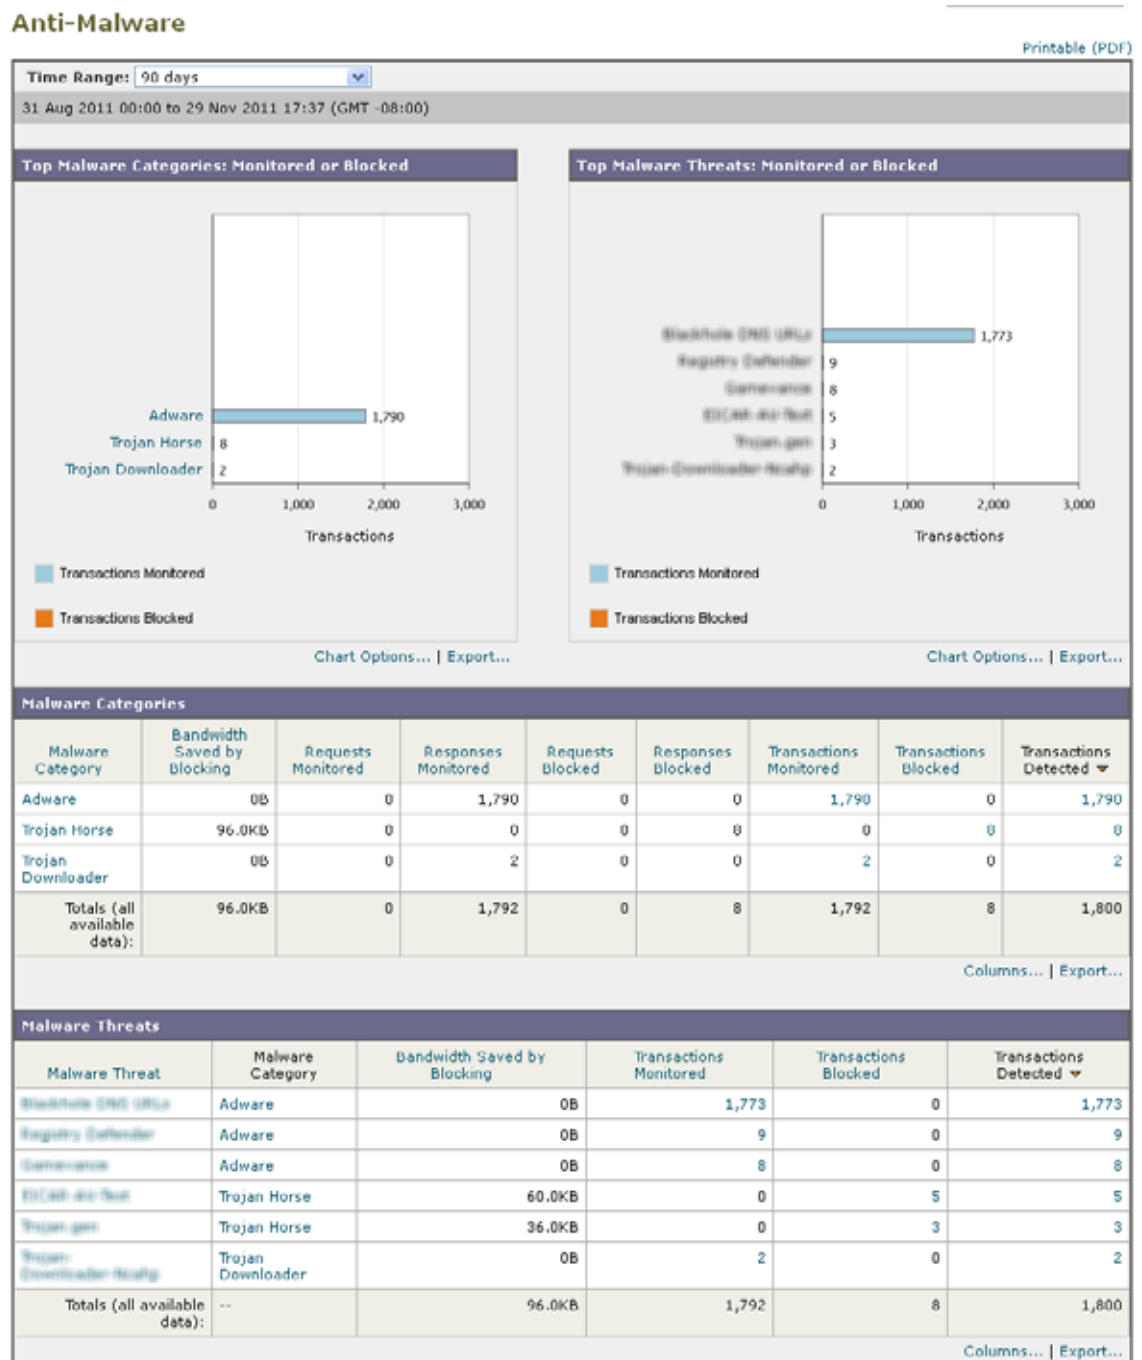 Anti-Malware
Printable (PDF)
Time Range: 90 days
31 Aug 2011 00:00 to 29 Nov 2011 17:37 (GMT -08:00)
Top Malware Categories: Monitored or Blocked
Adware 1,790
Trojan Horse 8
Trojan Downloader 2
0 1,000 2,000 3,000
Transactions
Transactions Monitored
Transactions Blocked
Chart Options... | Export...
Top Malware Threats: Monitored or Blocked
1,773
9
8
5
3
2
0 1,000 2,000 3,000
Transactions
Transactions Monitored
Transactions Blocked
Chart Options... | Export...
Malware Categories
Malware Category Bandwidth Saved by Blocking Requests Monitored Responses Monitored Requests Blocked Responses Blocked Transactions Monitored Transactions Blocked Transactions Detected
Adware 0B 0 1,790 0 0 1,790 0 1,790
Trojan Horse 96.0KB 0 0 0 8 0 8 8
Trojan Downloader 0B 0 2 0 0 2 0 2
Totals (all available data): 96.0KB 0 1,792 0 8 1,792 8 1,800
Columns... | Export...
Malware Threats
Malware Threat Malware Category Bandwidth Saved by Blocking Transactions Monitored Transactions Blocked Transactions Detected
Adware 0B 1,773 0 1,773
Adware 0B 9 0 9
Adware 0B 8 0 8
Trojan Horse 60.0KB 0 5 5
Trojan Horse 36.0KB 0 3 3
Trojan Downloader 0B 2 0 2
Totals (all available data): -- 96.0KB 1,792 8 1,800
Columns... | Export...